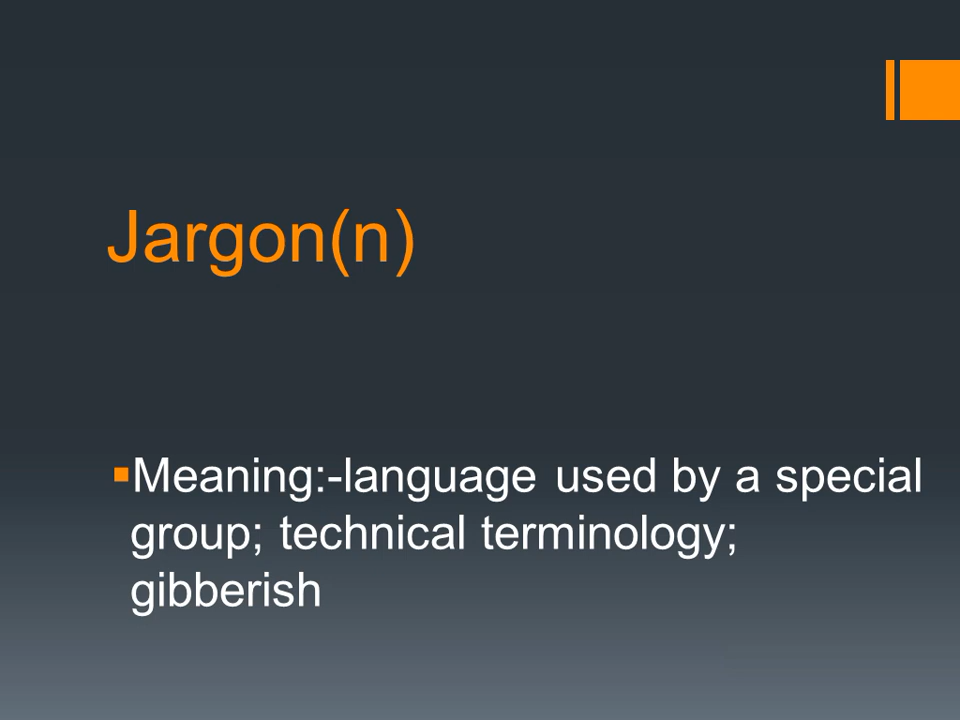 Jargon(n)
Meaning:-language used by a special
group; technical terminology;
gibberish